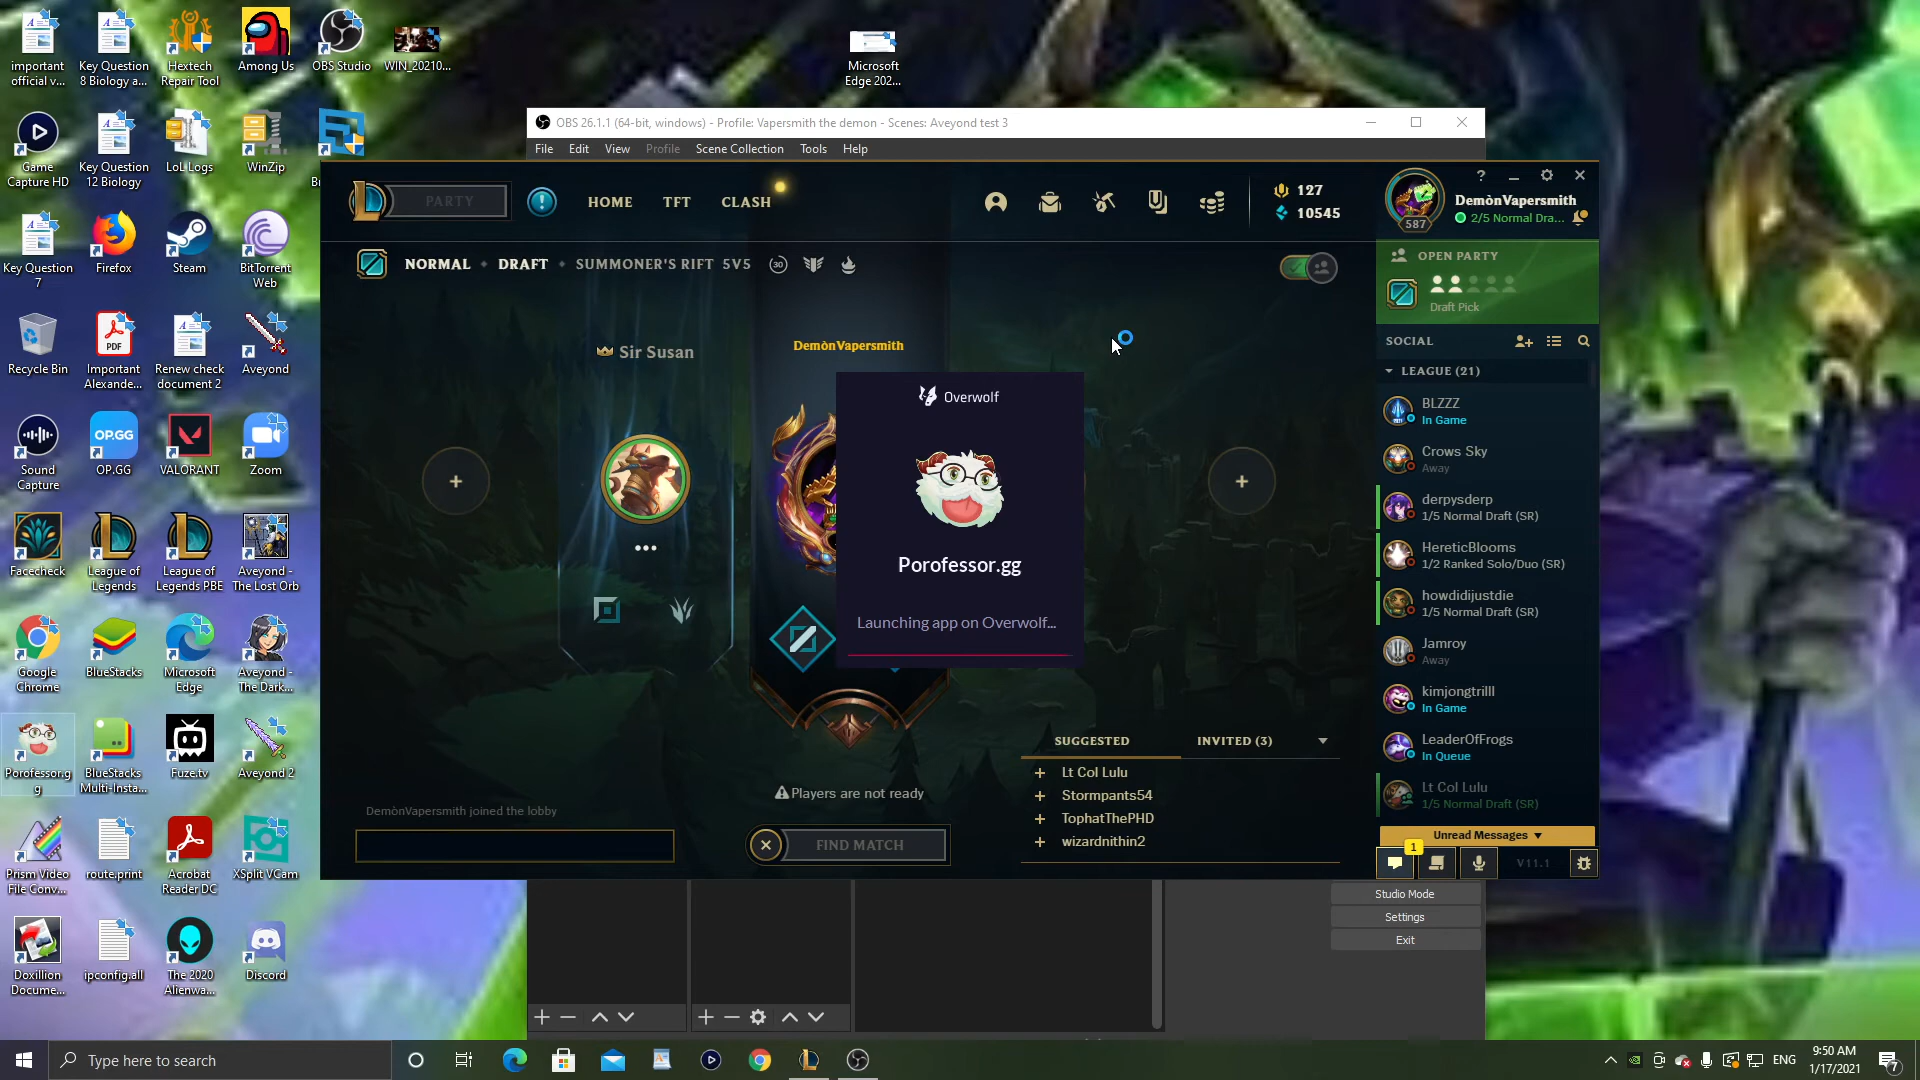 important
official v...
Key Question
8 Biology a...
Hextech
Repair Tool
Among Us
OBS Studio
WIN_20210...
Microsoft
Edge 202...
Game
Capture HD
Key Question
12 Biology
LoL Logs
WinZip
Key Question
7
Firefox
Steam
BitTorrent
Web
Recycle Bin
PDF
Important
Alexande...
Renew check
document 2
Aveyond
Sound
Capture
OP.GG
OP.GG
VALORANT
Zoom
Facecheck
League of
Legends
League of
Legends PBE
Aveyond -
The Lost Orb
Google
Chrome
BlueStacks
Microsoft
Edge
Aveyond -
The Dark...
Porofessor.g
g
BlueStacks
Multi-Insta...
Fuze.tv
Aveyond 2
Prism Video
File Conv...
route.print
Acrobat
Reader DC
XSplit VCam
Doxillion
Docume...
ipconfig.all
The 2020
Alienwa...
Discord
OBS 26.1.1 (64-bit, windows) - Profile: Vapersmith the demon - Scenes: Aveyond test 3
File Edit View Profile Scene Collection Tools Help
PARTY
HOME TFT CLASH
127
10545
?
587
DemònVapersmith
2/5 Normal Dra...
NORMAL • DRAFT • SUMMONER'S RIFT 5V5
30
OPEN PARTY
Draft Pick
SOCIAL
LEAGUE (21)
BLZZZ
In Game
Crows Sky
Away
derpysderp
1/5 Normal Draft (SR)
HereticBlooms
1/2 Ranked Solo/Duo (SR)
howdidijustdie
1/5 Normal Draft (SR)
Jamroy
Away
kimjongtrilll
In Game
LeaderOfFrogs
In Queue
Lt Col Lulu
1/5 Normal Draft (SR)
Unread Messages
1
V11.1
Sir Susan
DemònVapersmith
Overwolf
Porofessor.gg
Launching app on Overwolf...
SUGGESTED
INVITED (3)
Lt Col Lulu
Stormpants54
TophatThePHD
wizardnithin2
Players are not ready
FIND MATCH
DemònVapersmith joined the lobby
Studio Mode
Settings
Exit
Type here to search
ENG
9:50 AM
1/17/2021
7